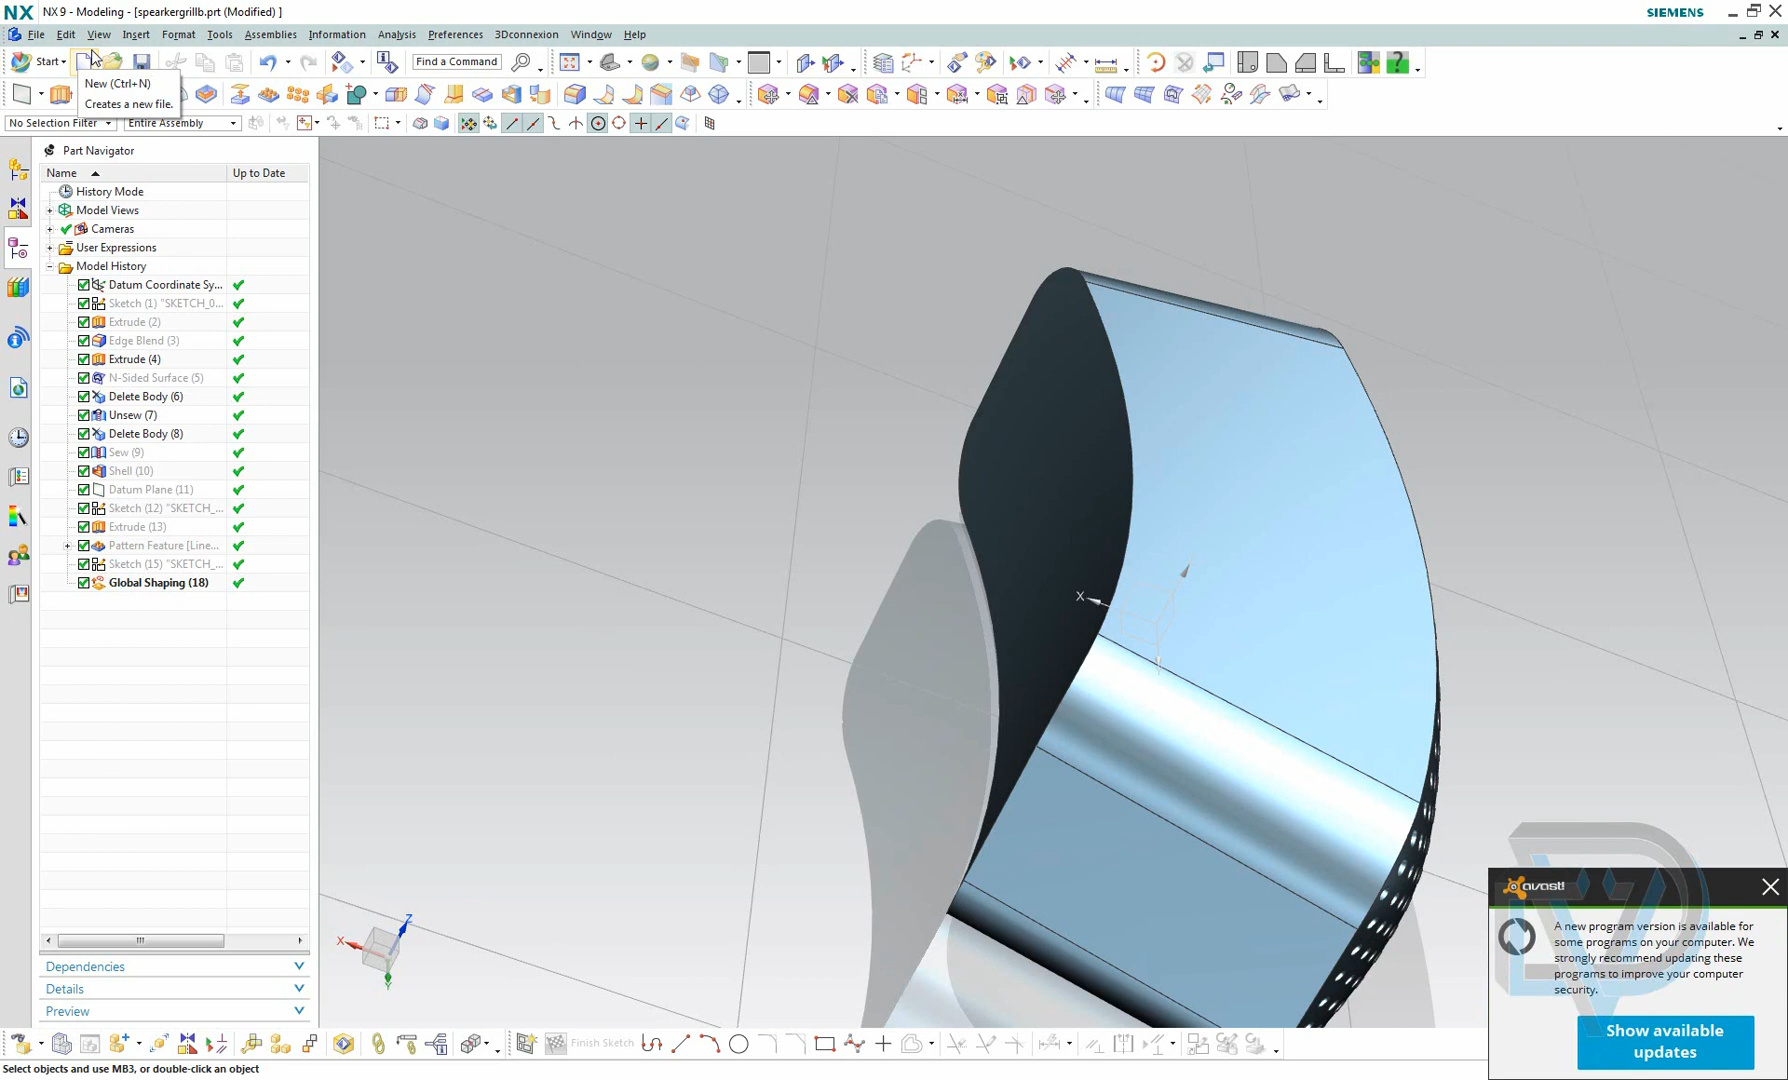 NX 9 - Modeling - [spearkergrillb.prt (Modified) ]
SIEMENS
File Edit View Insert Format Tools Assemblies Information Analysis Preferences 3Dconnexion Window Help
Start
Find a Command
New (Ctrl+N)
Creates a new file.
No Selection Filter
Entire Assembly
Part Navigator
Name
Up to Date
History Mode
Model Views
Cameras
User Expressions
Model History
Datum Coordinate Sy...
Sketch (1) "SKETCH_0...
Extrude (2)
Edge Blend (3)
Extrude (4)
N-Sided Surface (5)
Delete Body (6)
Unsew (7)
Delete Body (8)
Sew (9)
Shell (10)
Datum Plane (11)
Sketch (12) "SKETCH_...
Extrude (13)
Pattern Feature [Line...
Sketch (15) "SKETCH_...
Global Shaping (18)
X
X
Z
Y
Dependencies
Details
Preview
avast!
A new program version is available for
some programs on your computer. We
strongly recommend updating these
programs to improve your computer
security.
Show available
updates
Finish Sketch
Select objects and use MB3, or double-click an object